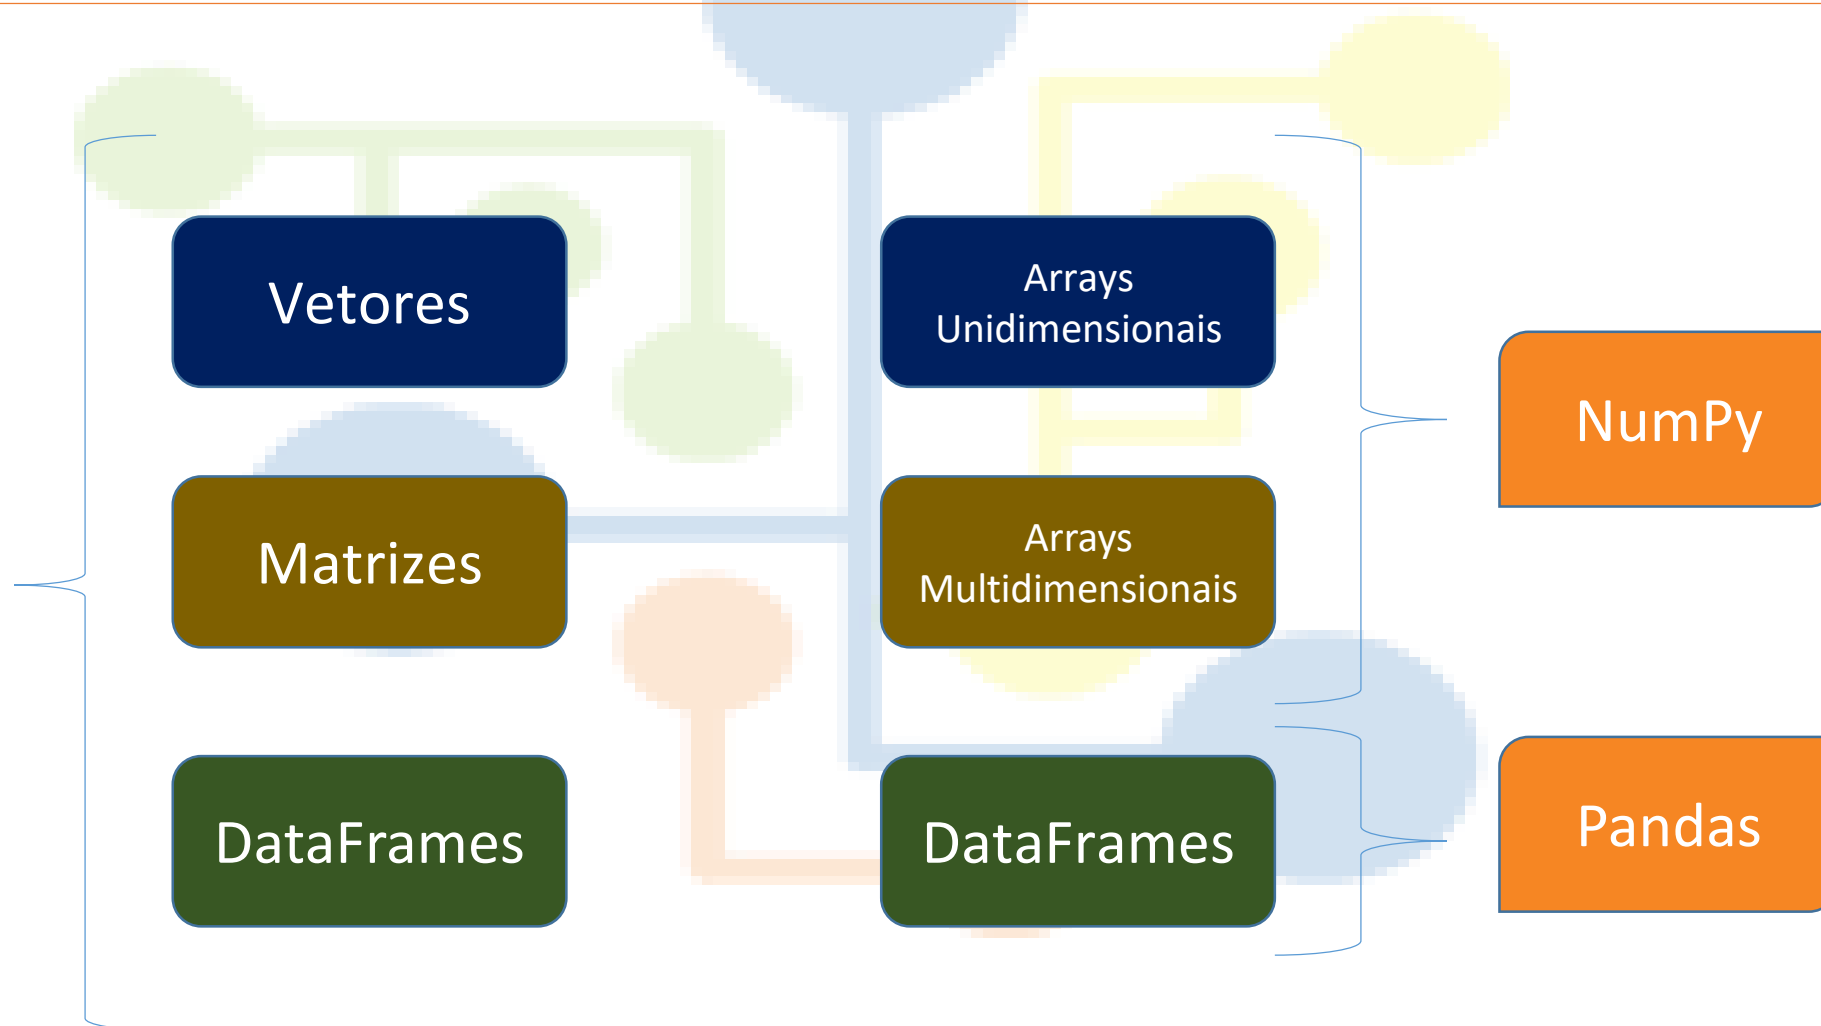 Vetores
Arrays
Unidimensionais
NumPy
Matrizes
Arrays
Multidimensionais
DataFrames
DataFrames
Pandas